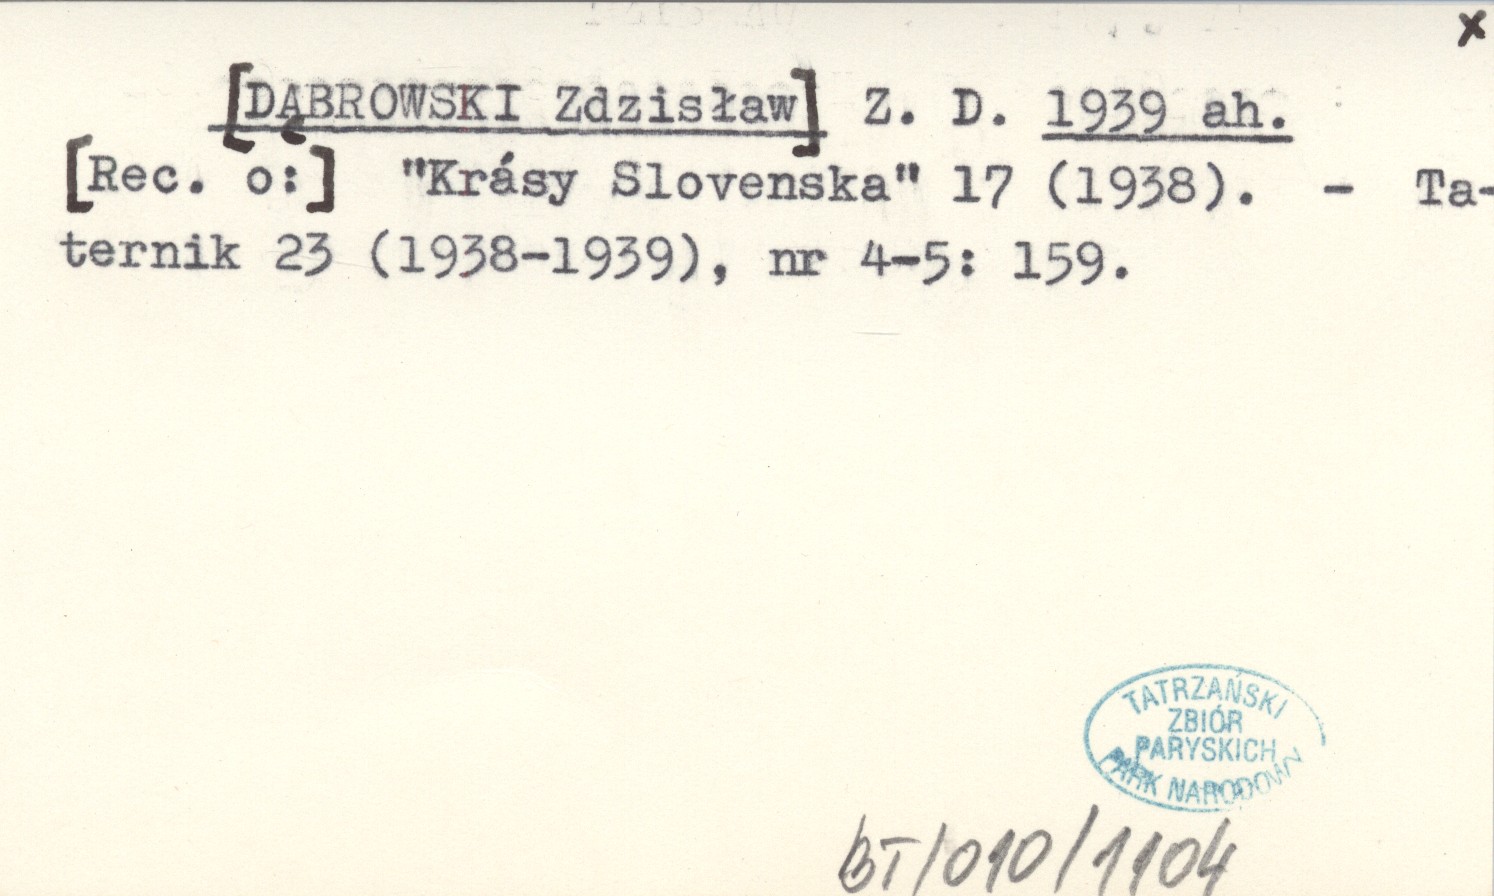 x
[DĄBROWSKI Zdzisław] Z. D. 1939 ah.
[Rec. o:] "Krásy Slovenska" 17 (1938). - Ta-
ternik 23 (1938-1939), nr 4-5: 159.
TATRZAŃSKI
ZBIÓR
PARYSKICH
PARK NARODOWY
BT/010/1104